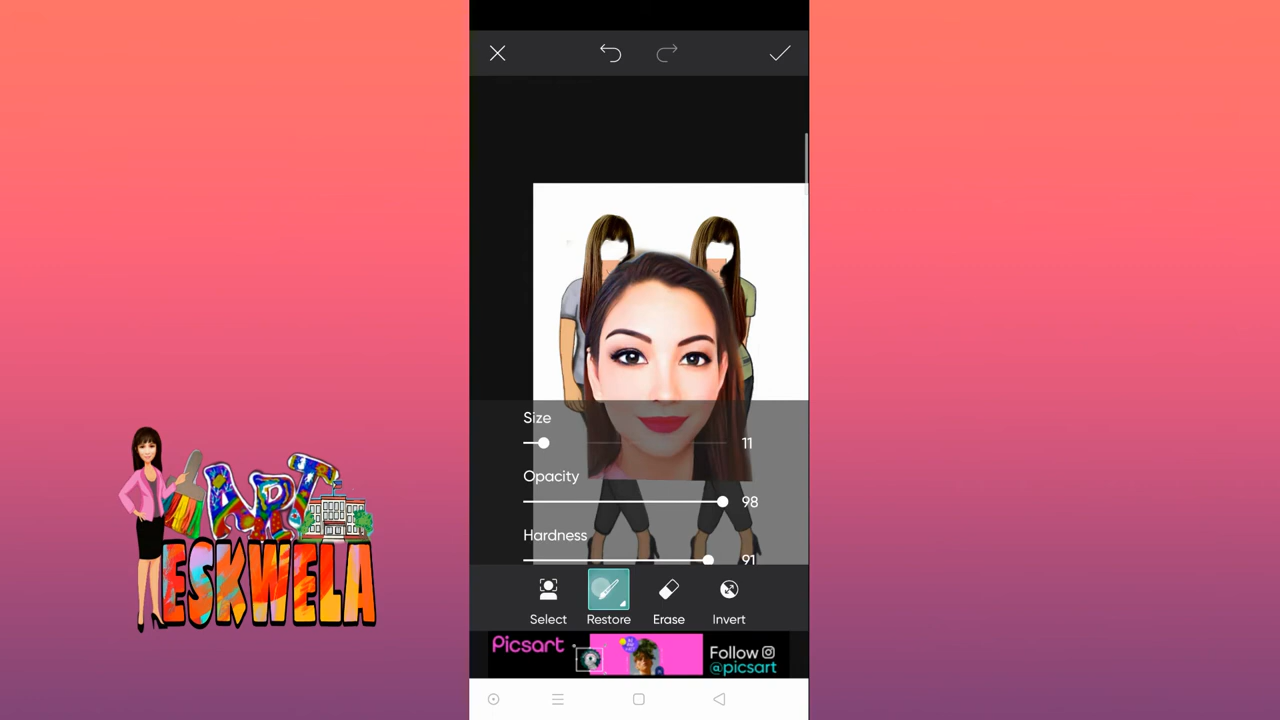 Size
11
Opacity
98
Hardness
91
Select
Restore
Erase
Invert
Picsart
Follow
@picsart
ART
ESKWELA